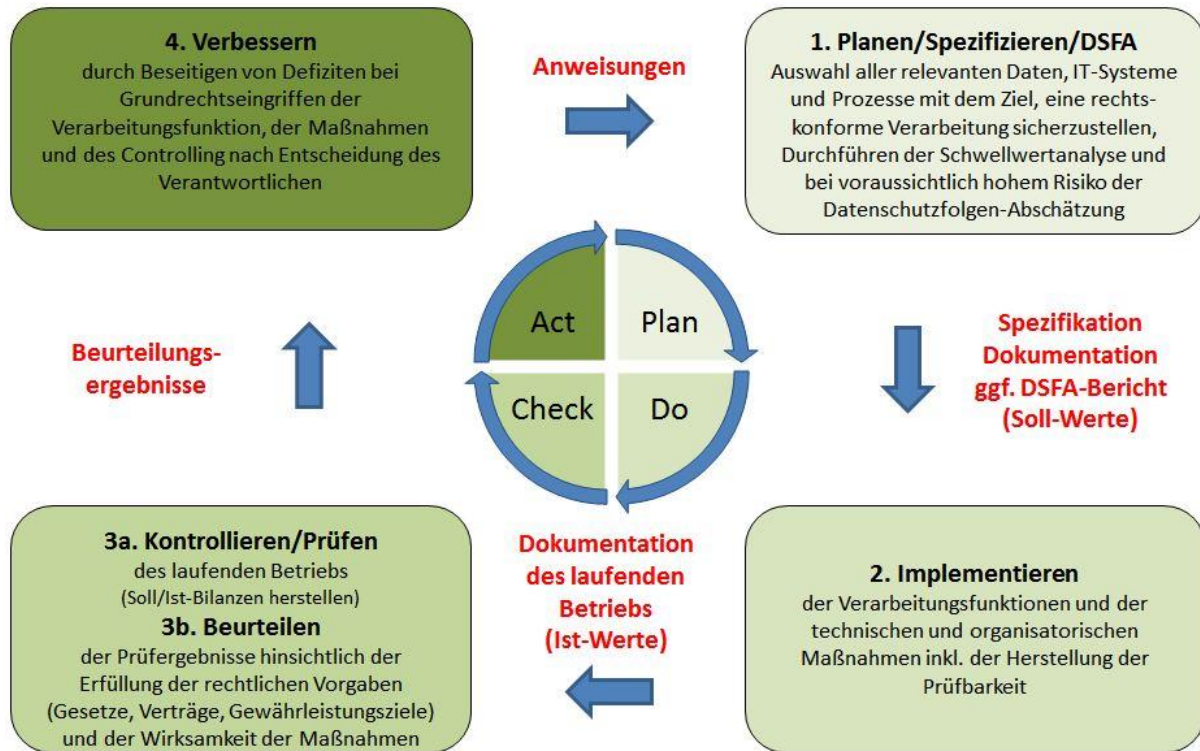 4. Verbessern
durch Beseitigen von Defiziten bei
Grundrechtseingriffen der
Verarbeitungsfunktion, der Maßnahmen
und des Controlling nach Entscheidung des
Verantwortlichen
Anweisungen
1. Planen/Spezifizieren/DSFA
Auswahl aller relevanten Daten, IT-Systeme
und Prozesse mit dem Ziel, eine rechts-
konforme Verarbeitung sicherzustellen,
Durchführen der Schwellwertanalyse und
bei voraussichtlich hohem Risiko der
Datenschutzfolgen-Abschätzung
Act
Plan
Check
Do
Beurteilungs-
ergebnisse
Spezifikation
Dokumentation
ggf. DSFA-Bericht
(Soll-Werte)
3a. Kontrollieren/Prüfen
des laufenden Betriebs
(Soll/Ist-Bilanzen herstellen)
3b. Beurteilen
der Prüfergebnisse hinsichtlich der
Erfüllung der rechtlichen Vorgaben
(Gesetze, Verträge, Gewährleistungsziele)
und der Wirksamkeit der Maßnahmen
Dokumentation
des laufenden
Betriebs
(Ist-Werte)
2. Implementieren
der Verarbeitungsfunktionen und der
technischen und organisatorischen
Maßnahmen inkl. der Herstellung der
Prüfbarkeit